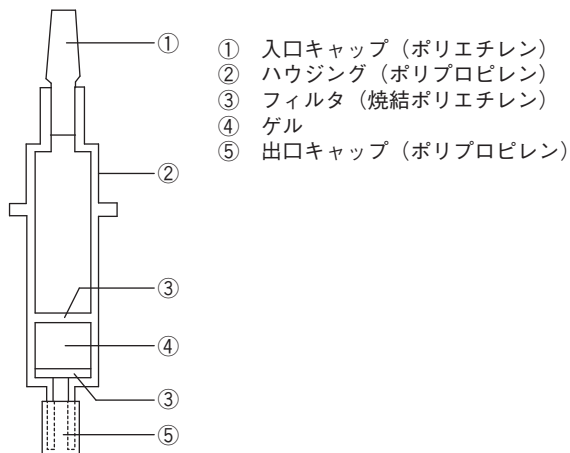 ① 入口キャップ（ポリエチレン）
② ハウジング（ポリプロピレン）
③ フィルタ（焼結ポリエチレン）
④ ゲル
⑤ 出口キャップ（ポリプロピレン）
①
②
③
④
③
⑤